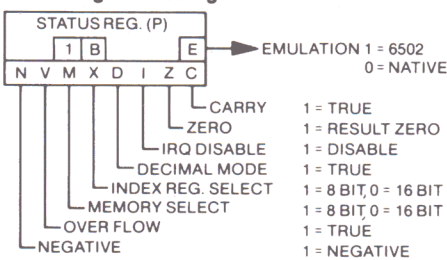 STATUS REG. (P)
1 B E
EMULATION 1 = 6502
0 = NATIVE
N V M X D I Z C
CARRY 1 = TRUE
ZERO 1 = RESULT ZERO
IRQ DISABLE 1 = DISABLE
DECIMAL MODE 1 = TRUE
INDEX REG. SELECT 1 = 8 BIT, 0 = 16 BIT
MEMORY SELECT 1 = 8 BIT, 0 = 16 BIT
OVER FLOW 1 = TRUE
NEGATIVE 1 = NEGATIVE